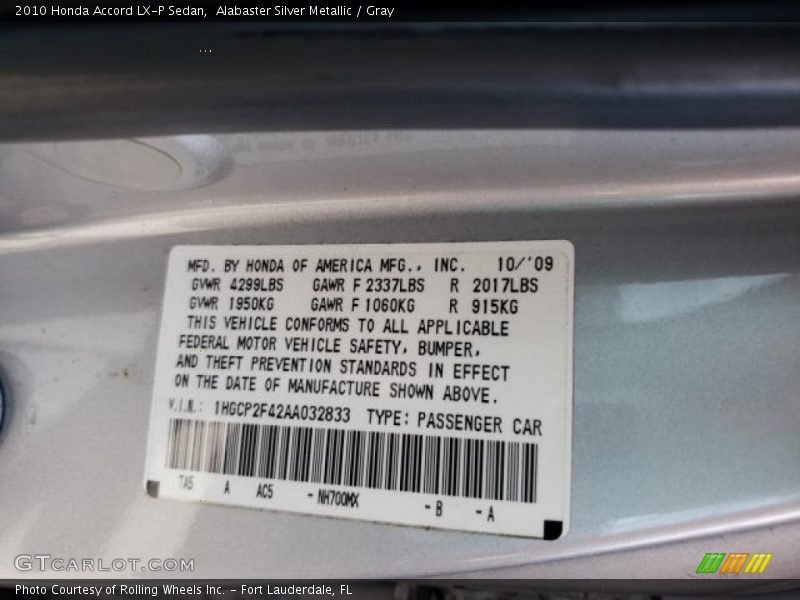 2010 Honda Accord LX-P Sedan,  Alabaster Silver Metallic / Gray
MFD. BY HONDA OF AMERICA MFG., INC. 10/'09
GVWR 4299LBS GAWR F 2337LBS R 2017LBS
GVWR 1950KG GAWR F 1060KG R 915KG
THIS VEHICLE CONFORMS TO ALL APPLICABLE
FEDERAL MOTOR VEHICLE SAFETY, BUMPER,
AND THEFT PREVENTION STANDARDS IN EFFECT
ON THE DATE OF MANUFACTURE SHOWN ABOVE.
V.I.N.: 1HGCP2F42AA032833 TYPE: PASSENGER CAR
TA5 A AC5 -NH700MX -B -A
GTCarLot.com
Photo Courtesy of Rolling Wheels Inc. – Fort Lauderdale, FL